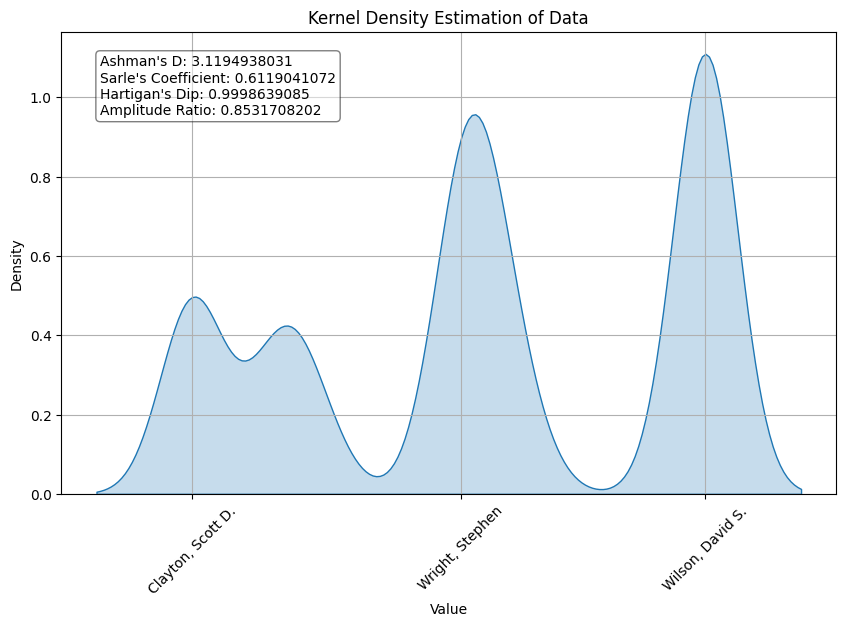 Kernel Density Estimation of Data
Ashman's D: 3.1194938031
Sarle's Coefficient: 0.6119041072
Hartigan's Dip: 0.9998639085
Amplitude Ratio: 0.8531708202
Density
1.0
0.8
0.6
0.4
0.2
0.0
Clayton, Scott D.
Wright, Stephen
Wilson, David S.
Value